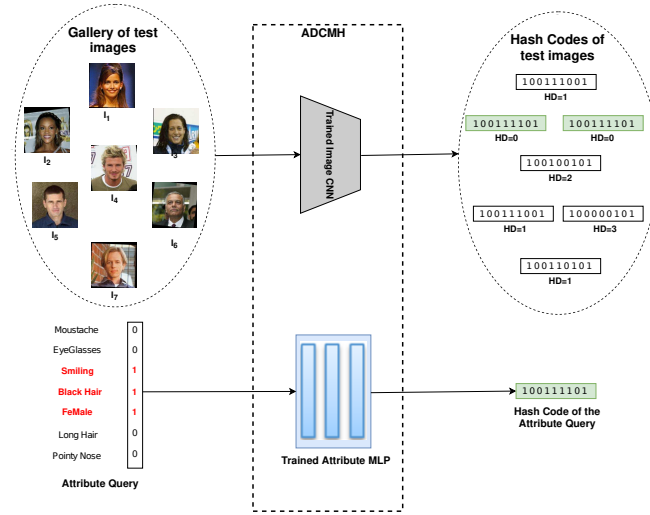 Gallery of test
images
I1
I2
I3
I4
I5
I6
I7
ADCMH
Trained Image CNN
Hash Codes of
test images
100111001
HD=1
100111101 100111101
HD=0 HD=0
100100101
HD=2
100111001 100000101
HD=1 HD=3
100110101
HD=1
Moustache 0
EyeGlasses 0
Smiling 1
Black Hair 1
FeMale 1
Long Hair 0
Pointy Nose 0
Attribute Query
Trained Attribute MLP
100111101
Hash Code of the
Attribute Query